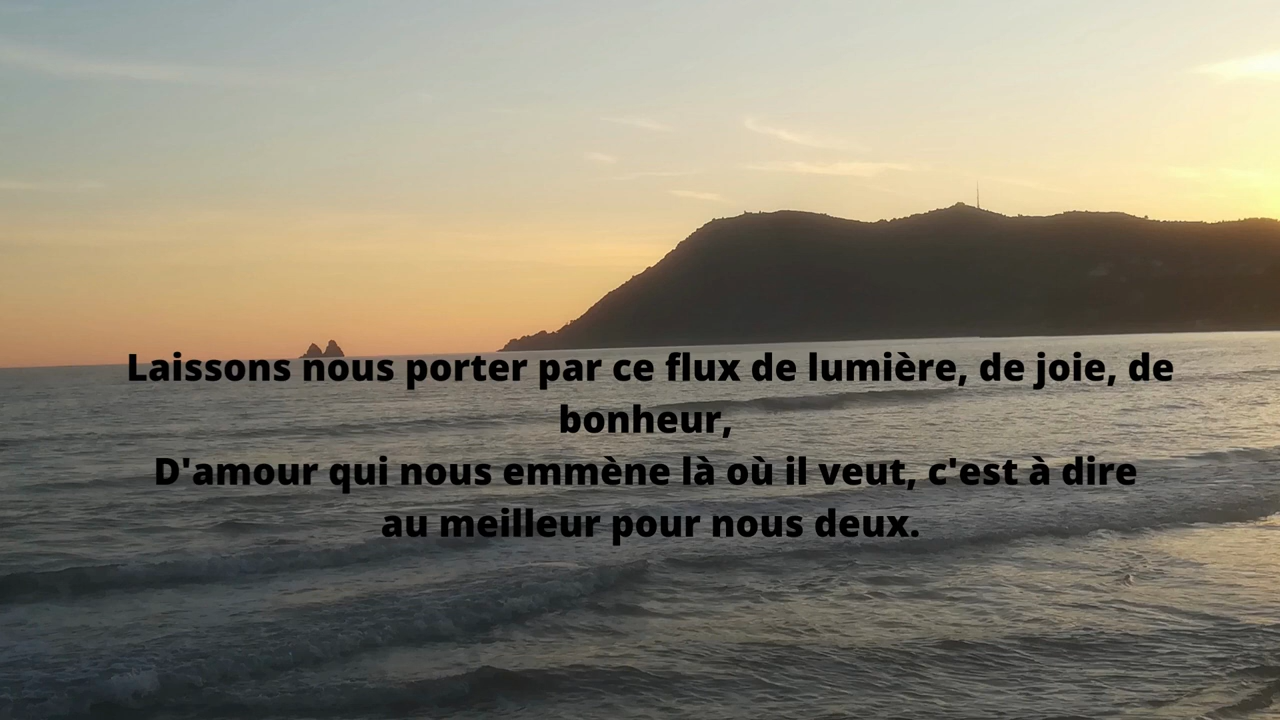 Laissons nous porter par ce flux de lumière, de joie, de
bonheur,
D'amour qui nous emmène là où il veut, c'est à dire
au meilleur pour nous deux.